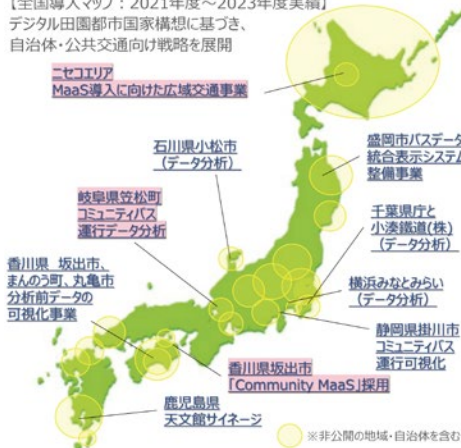 【全国導入マップ：2021年度～2023年度実績】
デジタル田園都市国家構想に基づき、
自治体・公共交通向け戦略を展開
ニセコエリア
MaaS導入に向けた広域交通事業
石川県小松市
（データ分析）
盛岡市バスデータ
統合表示システム
整備事業
岐阜県笠松町
コミュニティバス
運行データ分析
千葉県庁と
小湊鐵道(株)
（データ分析）
香川県 坂出市、
まんのう町、丸亀市
分析前データの
可視化事業
横浜みなとみらい
（データ分析）
静岡県掛川市
コミュニティバス
運行可視化
香川県坂出市
「Community MaaS」採用
鹿児島県
天文館サイネージ
※非公開の地域・自治体を含む